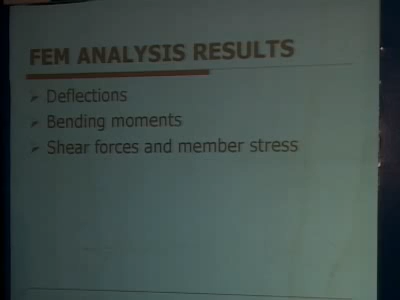 FEM ANALYSIS RESULTS
Deflections
Bending moments
Shear forces and member stress